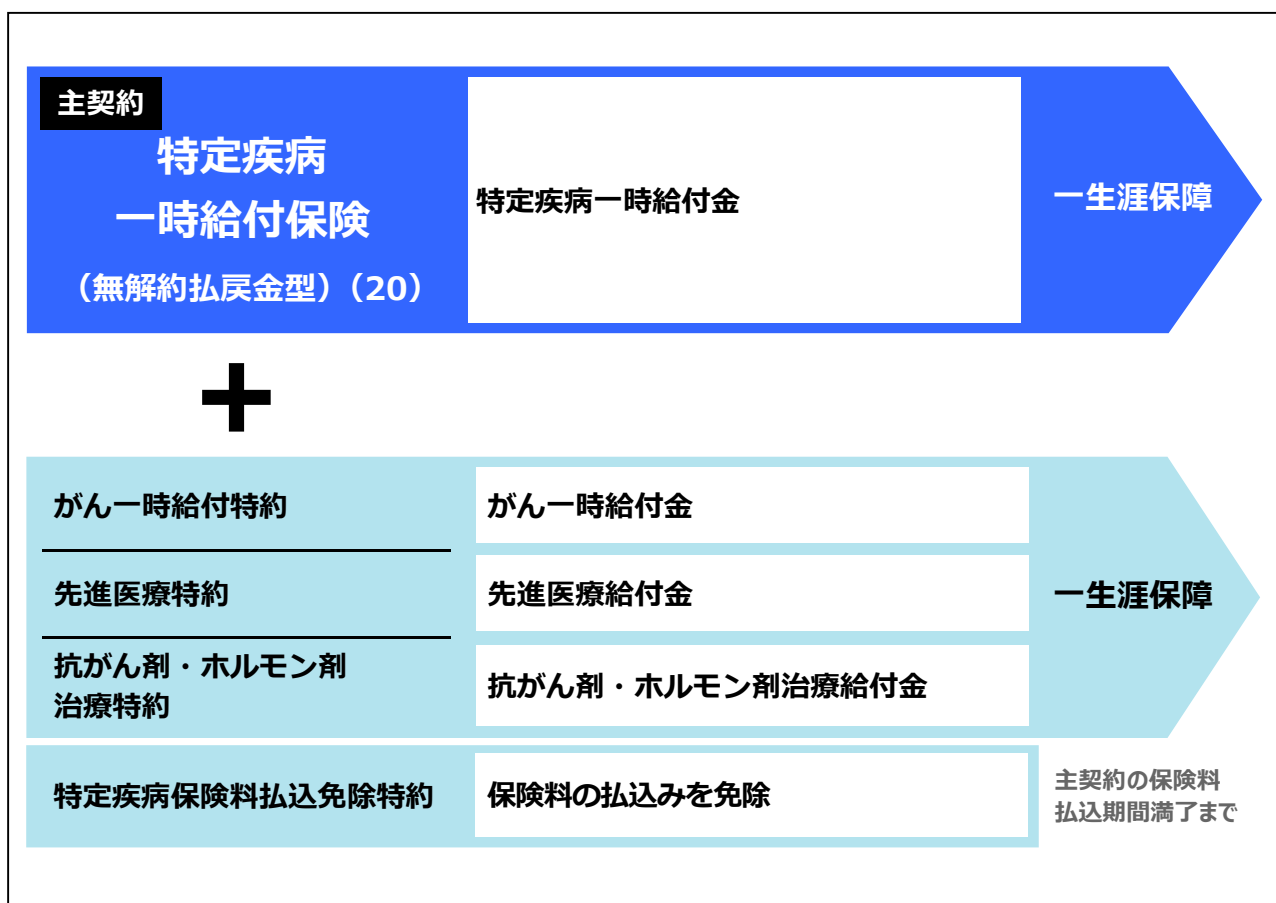 主契約
特定疾病
一時給付保険
（無解約払戻金型）（20）
特定疾病一時給付金
一生涯保障
+
がん一時給付特約
がん一時給付金
先進医療特約
先進医療給付金
一生涯保障
抗がん剤・ホルモン剤
治療特約
抗がん剤・ホルモン剤治療給付金
特定疾病保険料払込免除特約
保険料の払込みを免除
主契約の保険料
払込期間満了まで